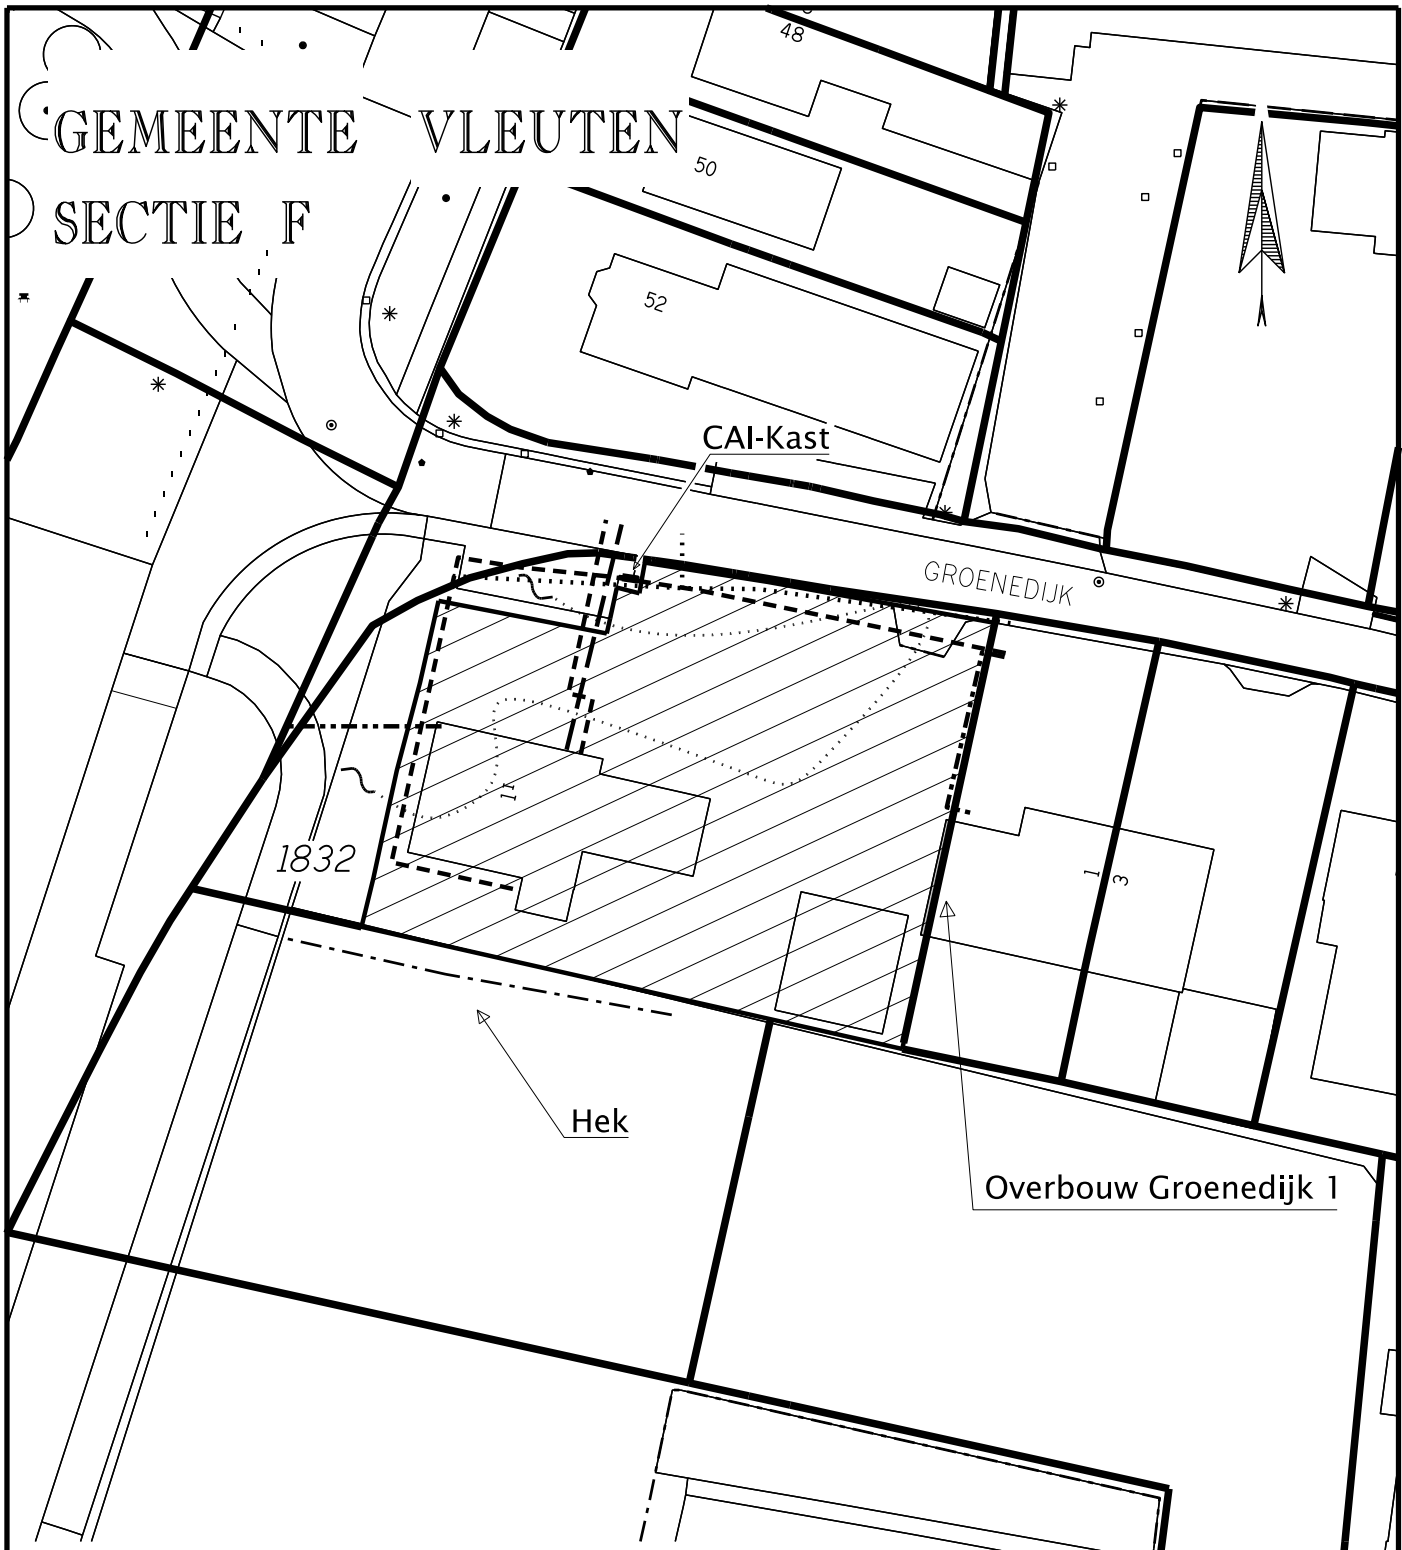 48
GEMEENTE VLEUTEN
50
SECTIE F
52
CAI-Kast
GROENEDIJK
11
1832
1
3
Hek
Overbouw Groenedijk 1